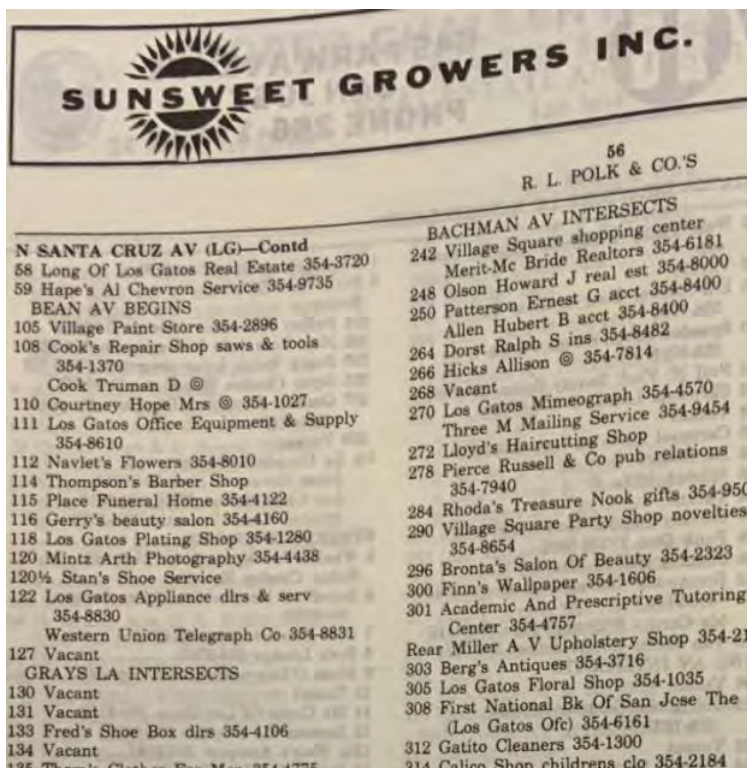 SUNSWEET GROWERS INC.
56
R. L. POLK & CO.'S
N SANTA CRUZ AV (LG)—Contd
58 Long Of Los Gatos Real Estate 354-3720
59 Hape's Al Chevron Service 354-9735
BEAN AV BEGINS
105 Village Paint Store 354-2896
108 Cook's Repair Shop saws & tools
354-1370
Cook Truman D ◎
110 Courtney Hope Mrs ◎ 354-1027
111 Los Gatos Office Equipment & Supply
354-8610
112 Navlet's Flowers 354-8010
114 Thompson's Barber Shop
115 Place Funeral Home 354-4122
116 Gerry's beauty salon 354-4160
118 Los Gatos Plating Shop 354-1280
120 Mintz Arth Photography 354-4438
120½ Stan's Shoe Service
122 Los Gatos Appliance dlrs & serv
354-8830
Western Union Telegraph Co 354-8831
127 Vacant
GRAYS LA INTERSECTS
130 Vacant
131 Vacant
133 Fred's Shoe Box dlrs 354-4106
134 Vacant
BACHMAN AV INTERSECTS
242 Village Square shopping center
Merit-Mc Bride Realtors 354-6181
248 Olson Howard J real est 354-8000
250 Patterson Ernest G acct 354-8400
Allen Hubert B acct 354-8400
264 Dorst Ralph S ins 354-8482
266 Hicks Allison ◎ 354-7814
268 Vacant
270 Los Gatos Mimeograph 354-4570
Three M Mailing Service 354-9454
272 Lloyd's Haircutting Shop
278 Pierce Russell & Co pub relations
354-7940
284 Rhoda's Treasure Nook gifts 354-950
290 Village Square Party Shop novelties
354-8654
296 Bronta's Salon Of Beauty 354-2323
300 Finn's Wallpaper 354-1606
301 Academic And Prescriptive Tutoring
Center 354-4757
Rear Miller A V Upholstery Shop 354-21
303 Berg's Antiques 354-3716
305 Los Gatos Floral Shop 354-1035
308 First National Bk Of San Jose The
(Los Gatos Ofc) 354-6161
312 Gatito Cleaners 354-1300
314 Calico Shop childrens clo 354-2184